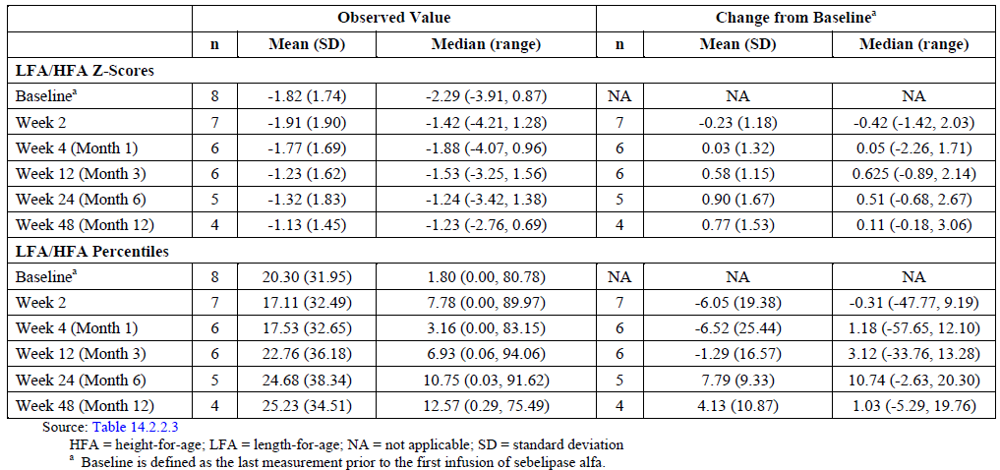 Observed Value Change from Baselineᵃ
n Mean (SD) Median (range) n Mean (SD) Median (range)
LFA/HFA Z-Scores
Baselineᵃ 8 -1.82 (1.74) -2.29 (-3.91, 0.87) NA NA NA
Week 2 7 -1.91 (1.90) -1.42 (-4.21, 1.28) 7 -0.23 (1.18) -0.42 (-1.42, 2.03)
Week 4 (Month 1) 6 -1.77 (1.69) -1.88 (-4.07, 0.96) 6 0.03 (1.32) 0.05 (-2.26, 1.71)
Week 12 (Month 3) 6 -1.23 (1.62) -1.53 (-3.25, 1.56) 6 0.58 (1.15) 0.625 (-0.89, 2.14)
Week 24 (Month 6) 5 -1.32 (1.83) -1.24 (-3.42, 1.38) 5 0.90 (1.67) 0.51 (-0.68, 2.67)
Week 48 (Month 12) 4 -1.13 (1.45) -1.23 (-2.76, 0.69) 4 0.77 (1.53) 0.11 (-0.18, 3.06)
LFA/HFA Percentiles
Baselineᵃ 8 20.30 (31.95) 1.80 (0.00, 80.78) NA NA NA
Week 2 7 17.11 (32.49) 7.78 (0.00, 89.97) 7 -6.05 (19.38) -0.31 (-47.77, 9.19)
Week 4 (Month 1) 6 17.53 (32.65) 3.16 (0.00, 83.15) 6 -6.52 (25.44) 1.18 (-57.65, 12.10)
Week 12 (Month 3) 6 22.76 (36.18) 6.93 (0.06, 94.06) 6 -1.29 (16.57) 3.12 (-33.76, 13.28)
Week 24 (Month 6) 5 24.68 (38.34) 10.75 (0.03, 91.62) 5 7.79 (9.33) 10.74 (-2.63, 20.30)
Week 48 (Month 12) 4 25.23 (34.51) 12.57 (0.29, 75.49) 4 4.13 (10.87) 1.03 (-5.29, 19.76)
Source: Table 14.2.2.3
HFA = height-for-age; LFA = length-for-age; NA = not applicable; SD = standard deviation
ᵃ Baseline is defined as the last measurement prior to the first infusion of sebelipase alfa.